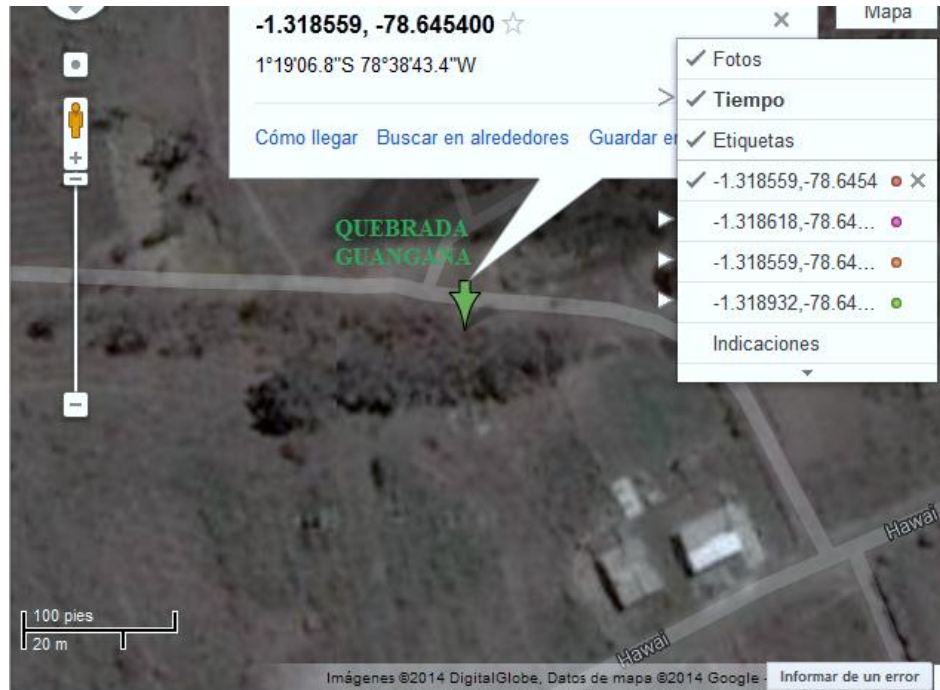 -1.318559, -78.645400
1°19'06.8"S 78°38'43.4"W
Cómo llegar Buscar en alrededores Guardar en
Mapa
Fotos
Tiempo
Etiquetas
-1.318559,-78.6454
-1.318618,-78.64...
-1.318559,-78.64...
-1.318932,-78.64...
Indicaciones
QUEBRADA
GUANGANA
Hawai
Hawai
100 pies
20 m
Imágenes ©2014 DigitalGlobe, Datos de mapa ©2014 Google -
Informar de un error